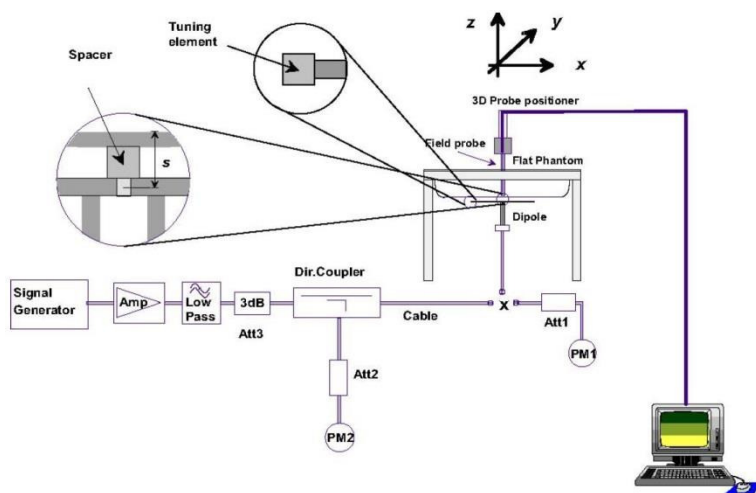 Tuning
element
Spacer
s
z
y
x
3D Probe positioner
Field probe
Flat Phantom
Dipole
Signal
Generator
Amp
Low
Pass
3dB
Att3
Dir.Coupler
Cable
x
Att1
PM1
Att2
PM2